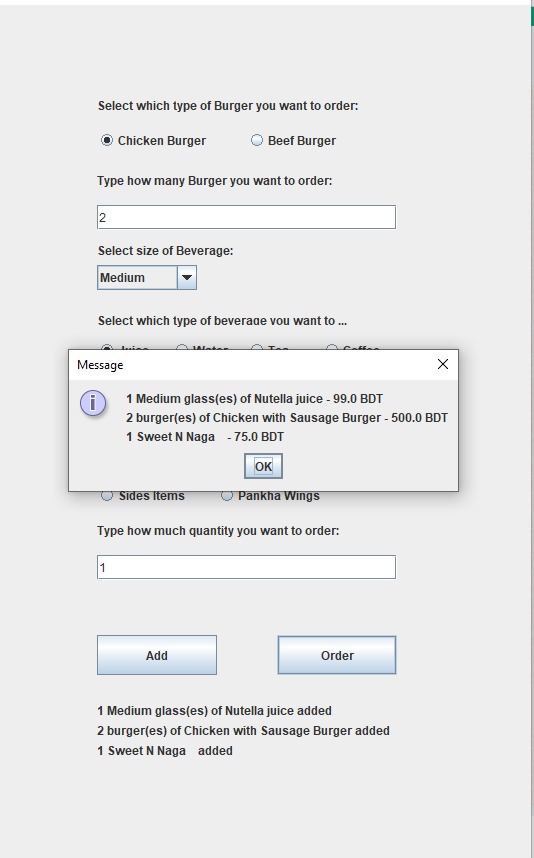 Select which type of Burger you want to order:
Chicken Burger Beef Burger
Type how many Burger you want to order:
2
Select size of Beverage:
Medium
Select which type of beverage you want to ...
Juice Water Tea Coffee
Message
1 Medium glass(es) of Nutella juice - 99.0 BDT
2 burger(es) of Chicken with Sausage Burger - 500.0 BDT
1 Sweet N Naga - 75.0 BDT
OK
Sides Items Pankha Wings
Type how much quantity you want to order:
1
Add Order
1 Medium glass(es) of Nutella juice added
2 burger(es) of Chicken with Sausage Burger added
1 Sweet N Naga added